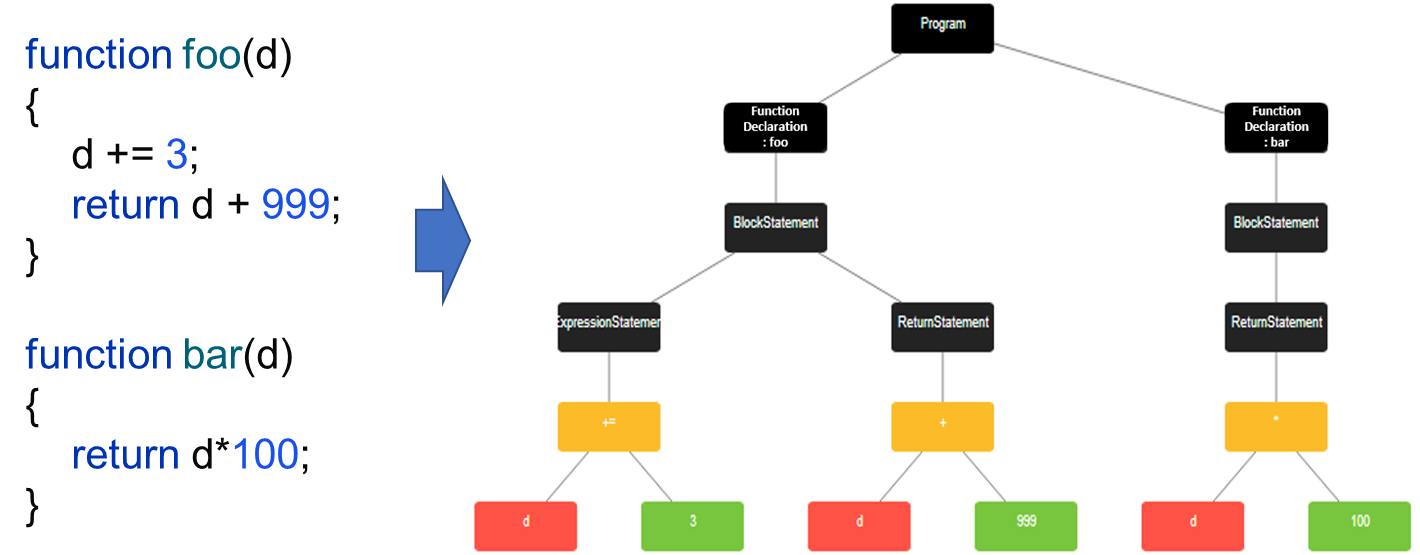 function foo(d)
{
d += 3;
return d + 999;
}
function bar(d)
{
return d*100;
}
Program
Function
Declaration
: foo
Function
Declaration
: bar
BlockStatement
BlockStatement
ExpressionStatemen
ReturnStatement
ReturnStatement
+=
+
*
d
3
d
999
d
100